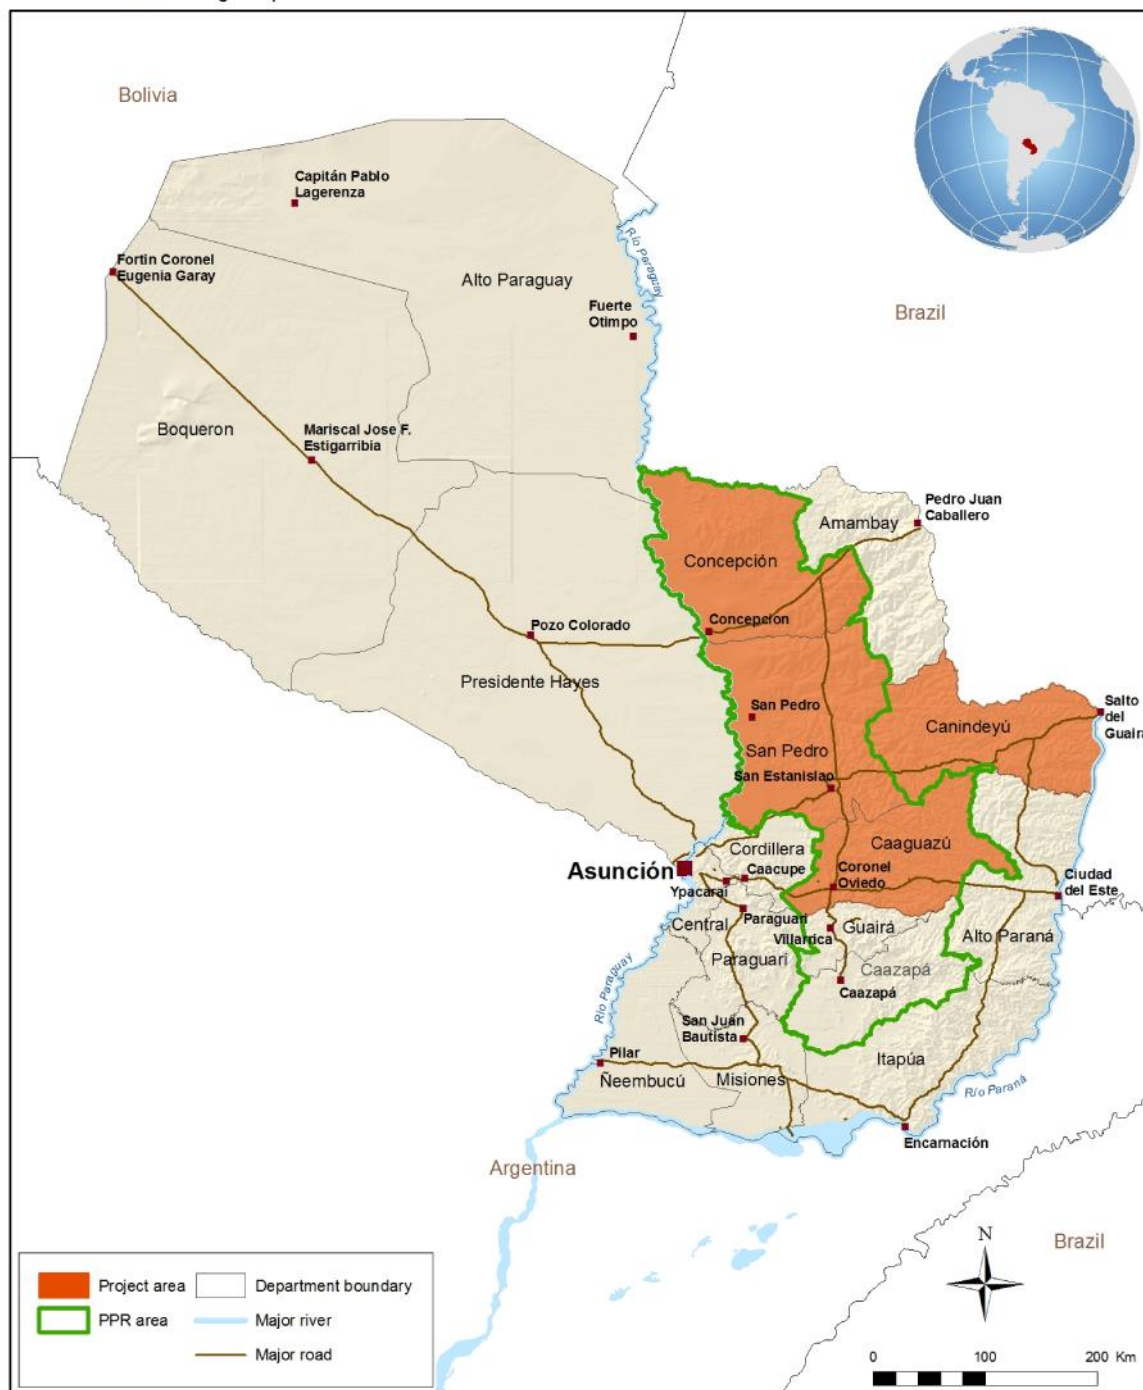 Bolivia
Capitán Pablo
Lagerenza
Río Paraguay
Fortin Coronel
Eugenia Garay
Alto Paraguay
Fuerte
Otimpo
Brazil
Boqueron
Mariscal Jose F.
Estigarribia
Pedro Juan
Caballero
Amambay
Concepción
Pozo Colorado
Concepcion
Presidente Hayes
San Pedro
Salto
del
Guaira
Canindeyú
San Pedro
San Estanislao
Cordillera
Caaguazú
Asunción
Caacupe
Coronel
Oviedo
Ciudad
del Este
Ypacarai
Paraguari
Central
Villarrica
Guairá
Alto Paraná
Paraguarí
Caazapá
Caazapá
Río Paraguay
San Juan
Bautista
Pilar
Itapúa
Ñeembucú
Misiones
Río Paraná
Encarnación
Argentina
N
Brazil
Project area
Department boundary
PPR area
Major river
Major road
0 100 200 Km